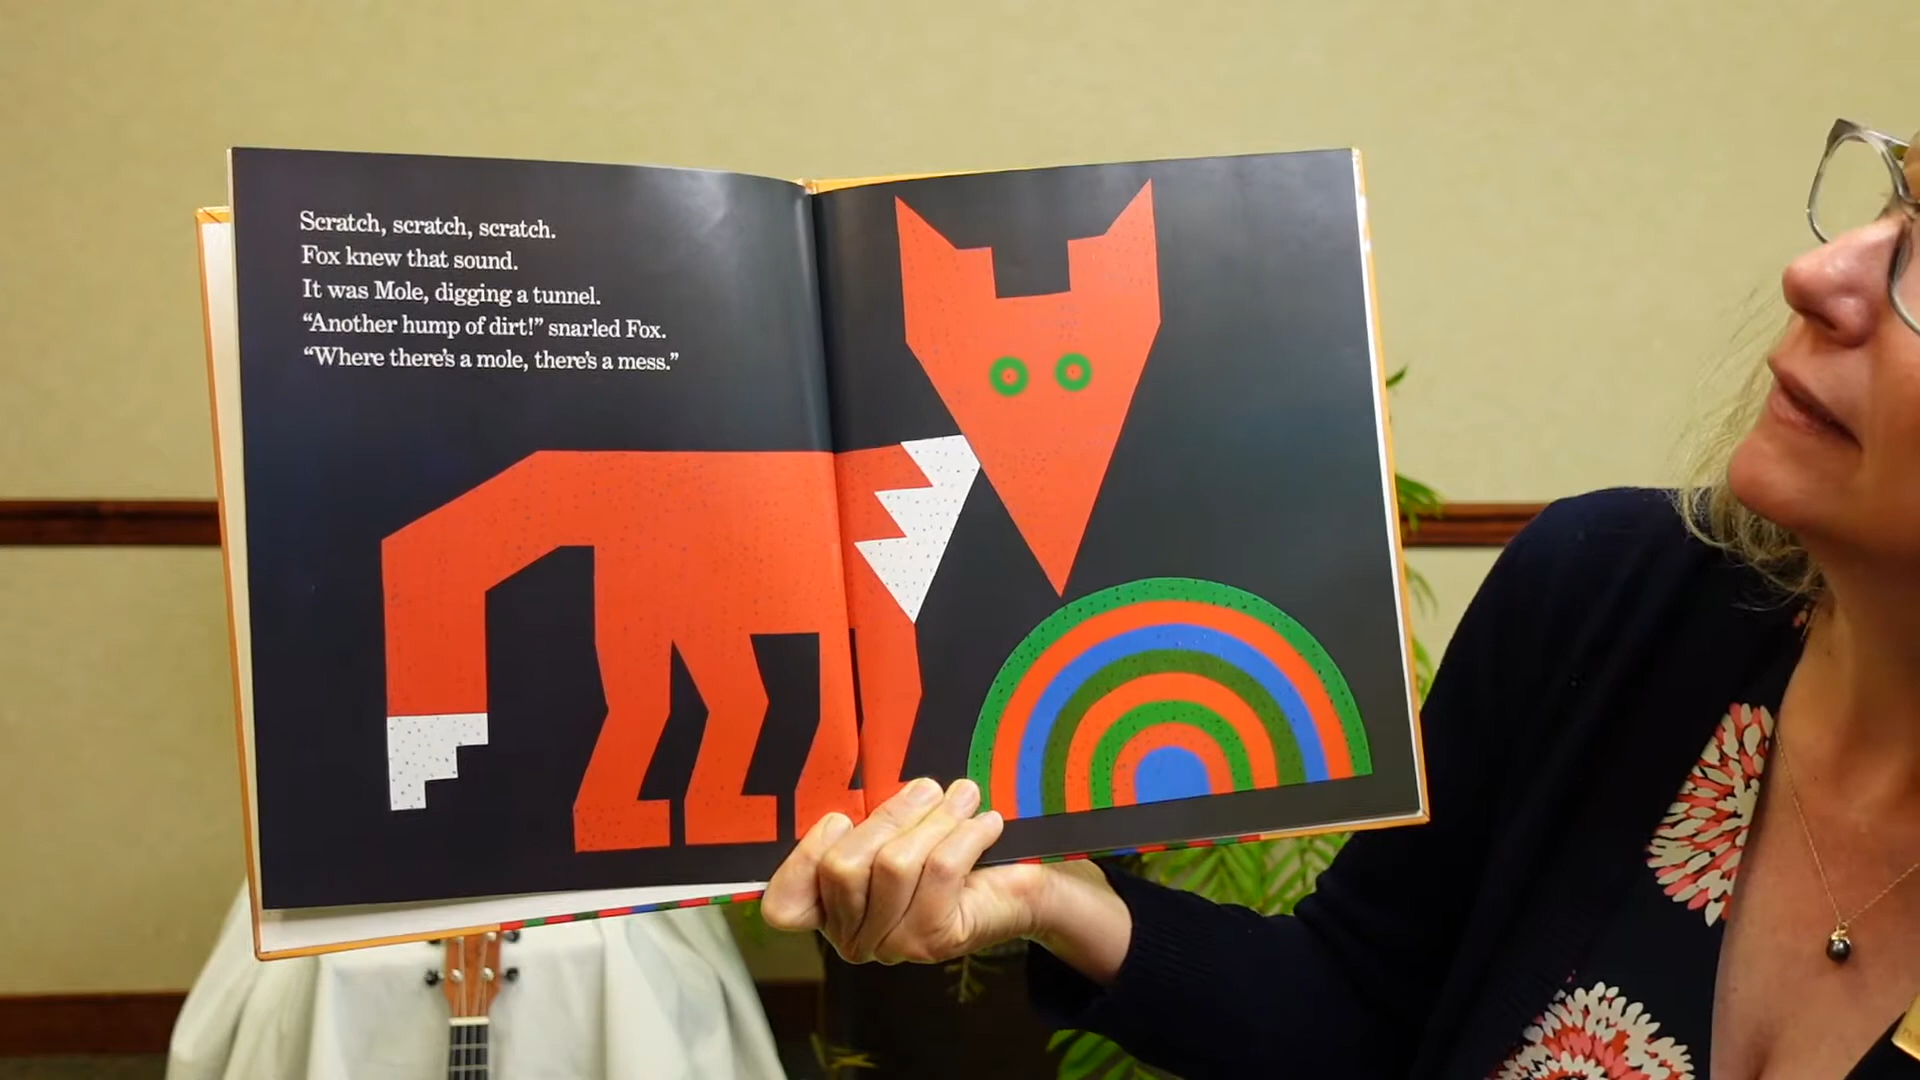 Scratch, scratch, scratch.
Fox knew that sound.
It was Mole, digging a tunnel.
“Another hump of dirt!” snarled Fox.
“Where there’s a mole, there’s a mess.”